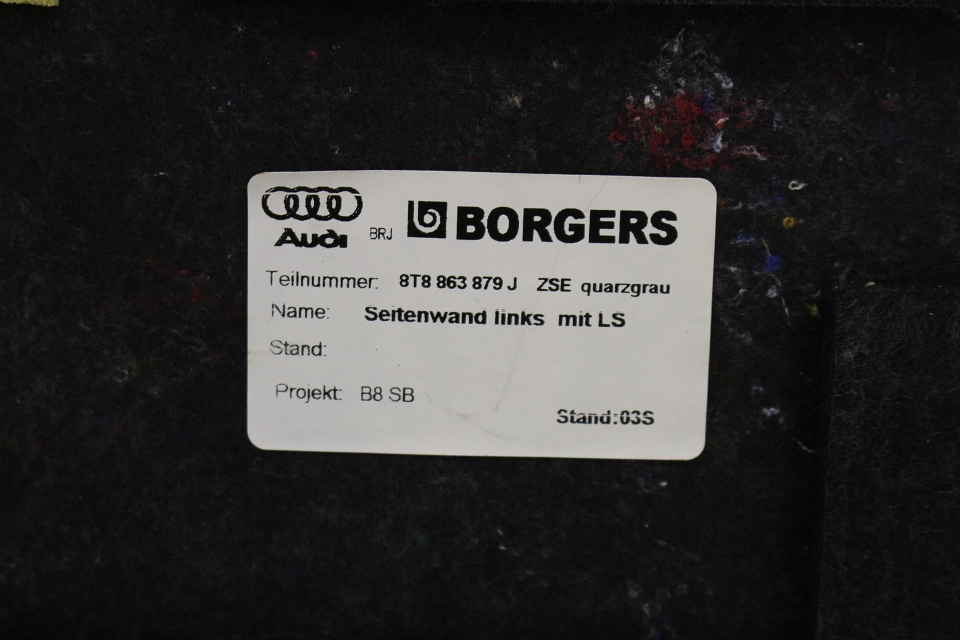 Audi BRJ BORGERS
Teilnummer: 8T8 863 879 J ZSE quarzgrau
Name: Seitenwand links mit LS
Stand:
Projekt: B8 SB
Stand:03S